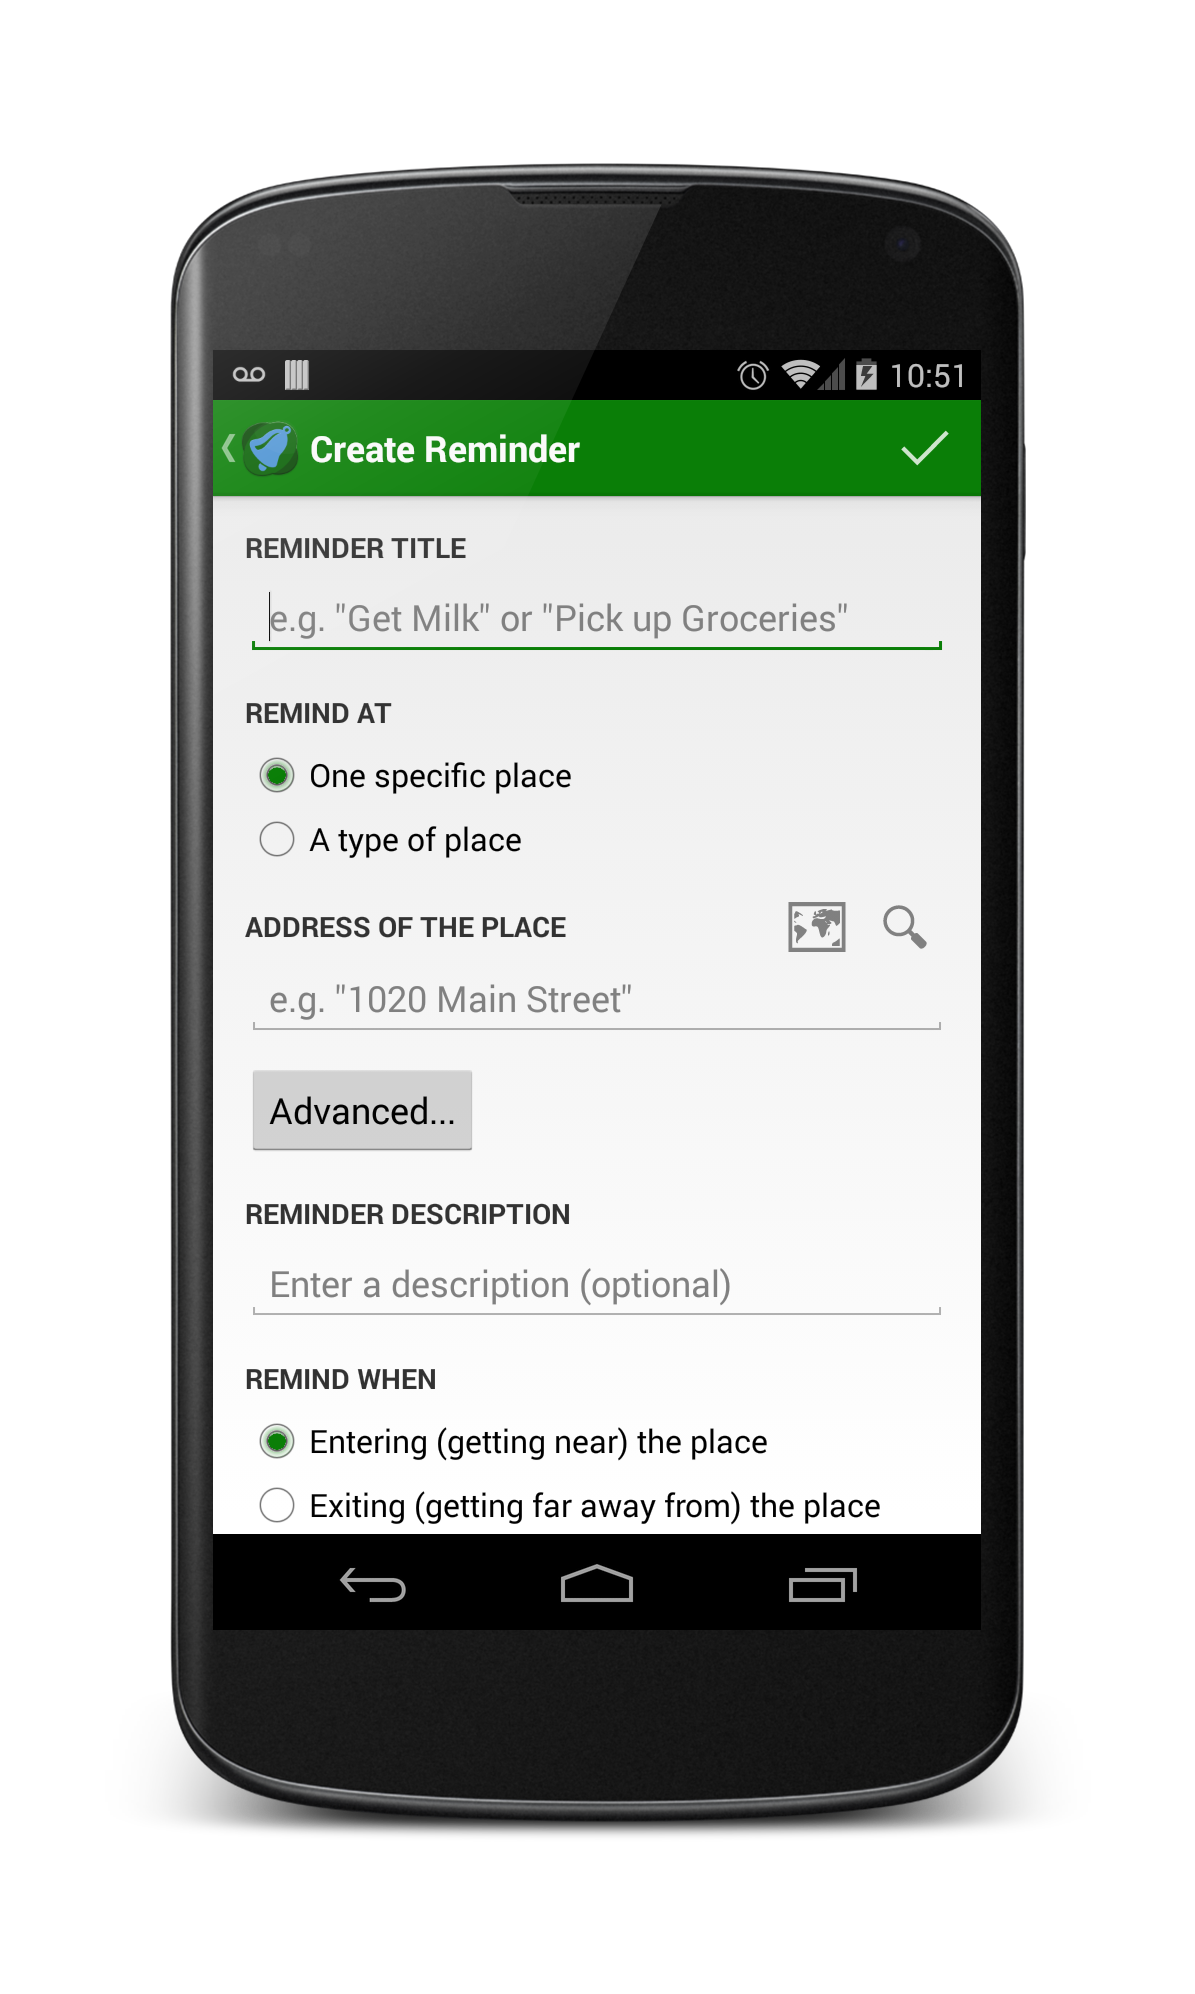 10:51
Create Reminder
REMINDER TITLE
e.g. "Get Milk" or "Pick up Groceries"
REMIND AT
One specific place
A type of place
ADDRESS OF THE PLACE
e.g. "1020 Main Street"
Advanced...
REMINDER DESCRIPTION
Enter a description (optional)
REMIND WHEN
Entering (getting near) the place
Exiting (getting far away from) the place